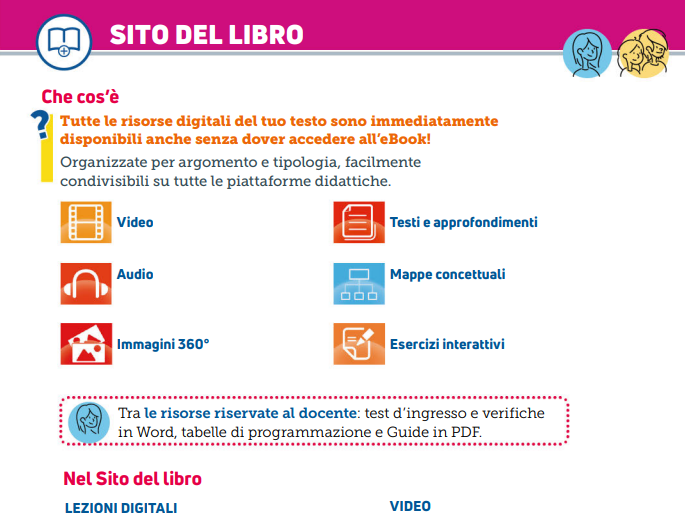 SITO DEL LIBRO
Che cos'è
?
Tutte le risorse digitali del tuo testo sono immediatamente
disponibili anche senza dover accedere all'eBook!
Organizzate per argomento e tipologia, facilmente
condivisibili su tutte le piattaforme didattiche.
Video
Testi e approfondimenti
Audio
Mappe concettuali
Immagini 360°
Esercizi interattivi
Tra le risorse riservate al docente: test d'ingresso e verifiche
in Word, tabelle di programmazione e Guide in PDF.
Nel Sito del libro
LEZIONI DIGITALI
VIDEO